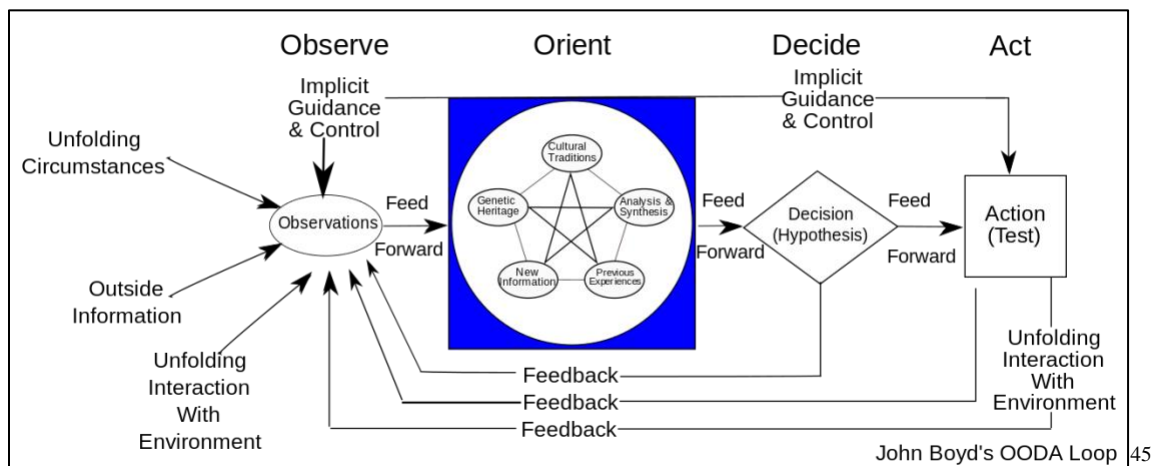 Observe
Orient
Decide
Act
Implicit
Guidance
& Control
Implicit
Guidance
& Control
Unfolding
Circumstances
Observations
Outside
Information
Unfolding
Interaction
With
Environment
Feed
Forward
Cultural
Traditions
Genetic
Heritage
Analysis &
Synthesis
New
Information
Previous
Experiences
Feed
Forward
Decision
(Hypothesis)
Feed
Forward
Action
(Test)
Unfolding
Interaction
With
Environment
Feedback
Feedback
Feedback
John Boyd's OODA Loop
45